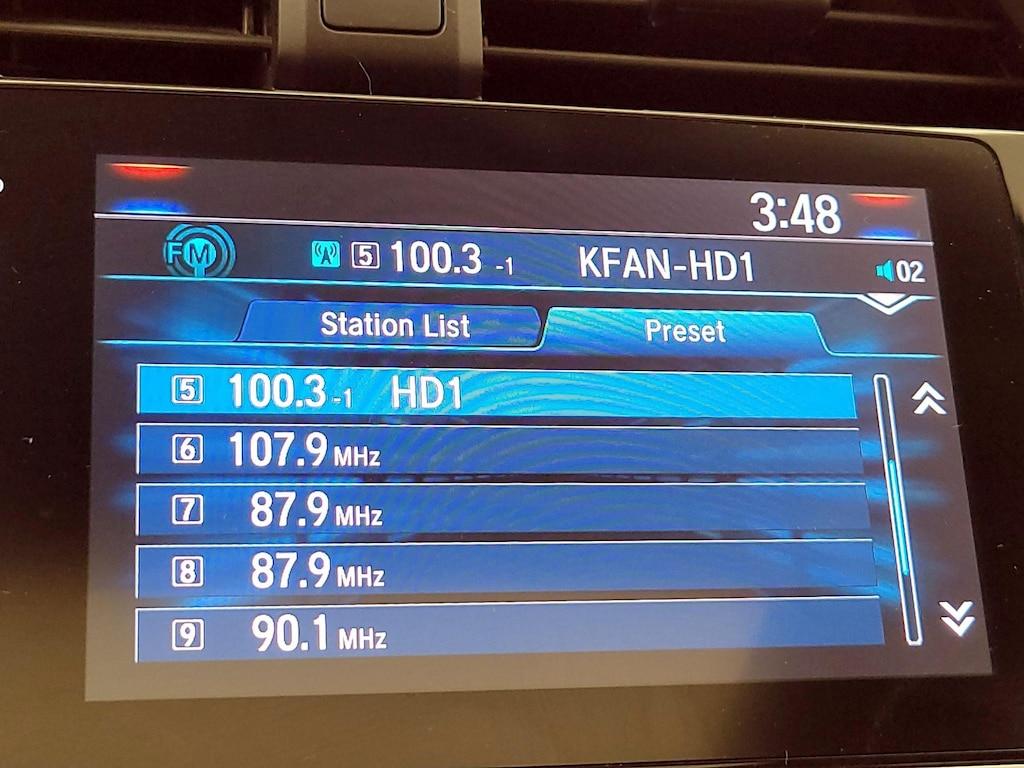 3:48
FM 5 100.3 -1 KFAN-HD1 02
Station List Preset
5 100.3 -1 HD1
6 107.9 MHz
7 87.9 MHz
8 87.9 MHz
9 90.1 MHz